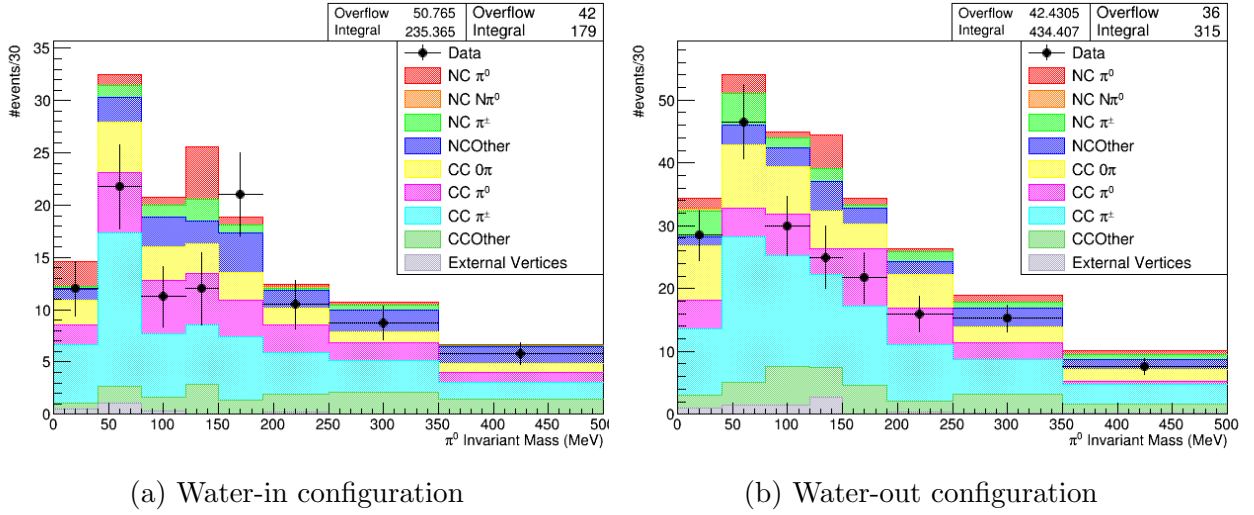 Overflow 50.765 Overflow 42
Integral 235.365 Integral 179
#events/30
35
30
25
20
15
10
5
0
Data
NC π⁰
NC Nπ⁰
NC π±
NCOther
CC 0π
CC π⁰
CC π±
CCOther
External Vertices
0 50 100 150 200 250 300 350 400 450 500
π⁰ Invariant Mass (MeV)
(a) Water-in configuration
Overflow 42.4305 Overflow 36
Integral 434.407 Integral 315
#events/30
50
40
30
20
10
0
Data
NC π⁰
NC Nπ⁰
NC π±
NCOther
CC 0π
CC π⁰
CC π±
CCOther
External Vertices
0 50 100 150 200 250 300 350 400 450 500
π⁰ Invariant Mass (MeV)
(b) Water-out configuration